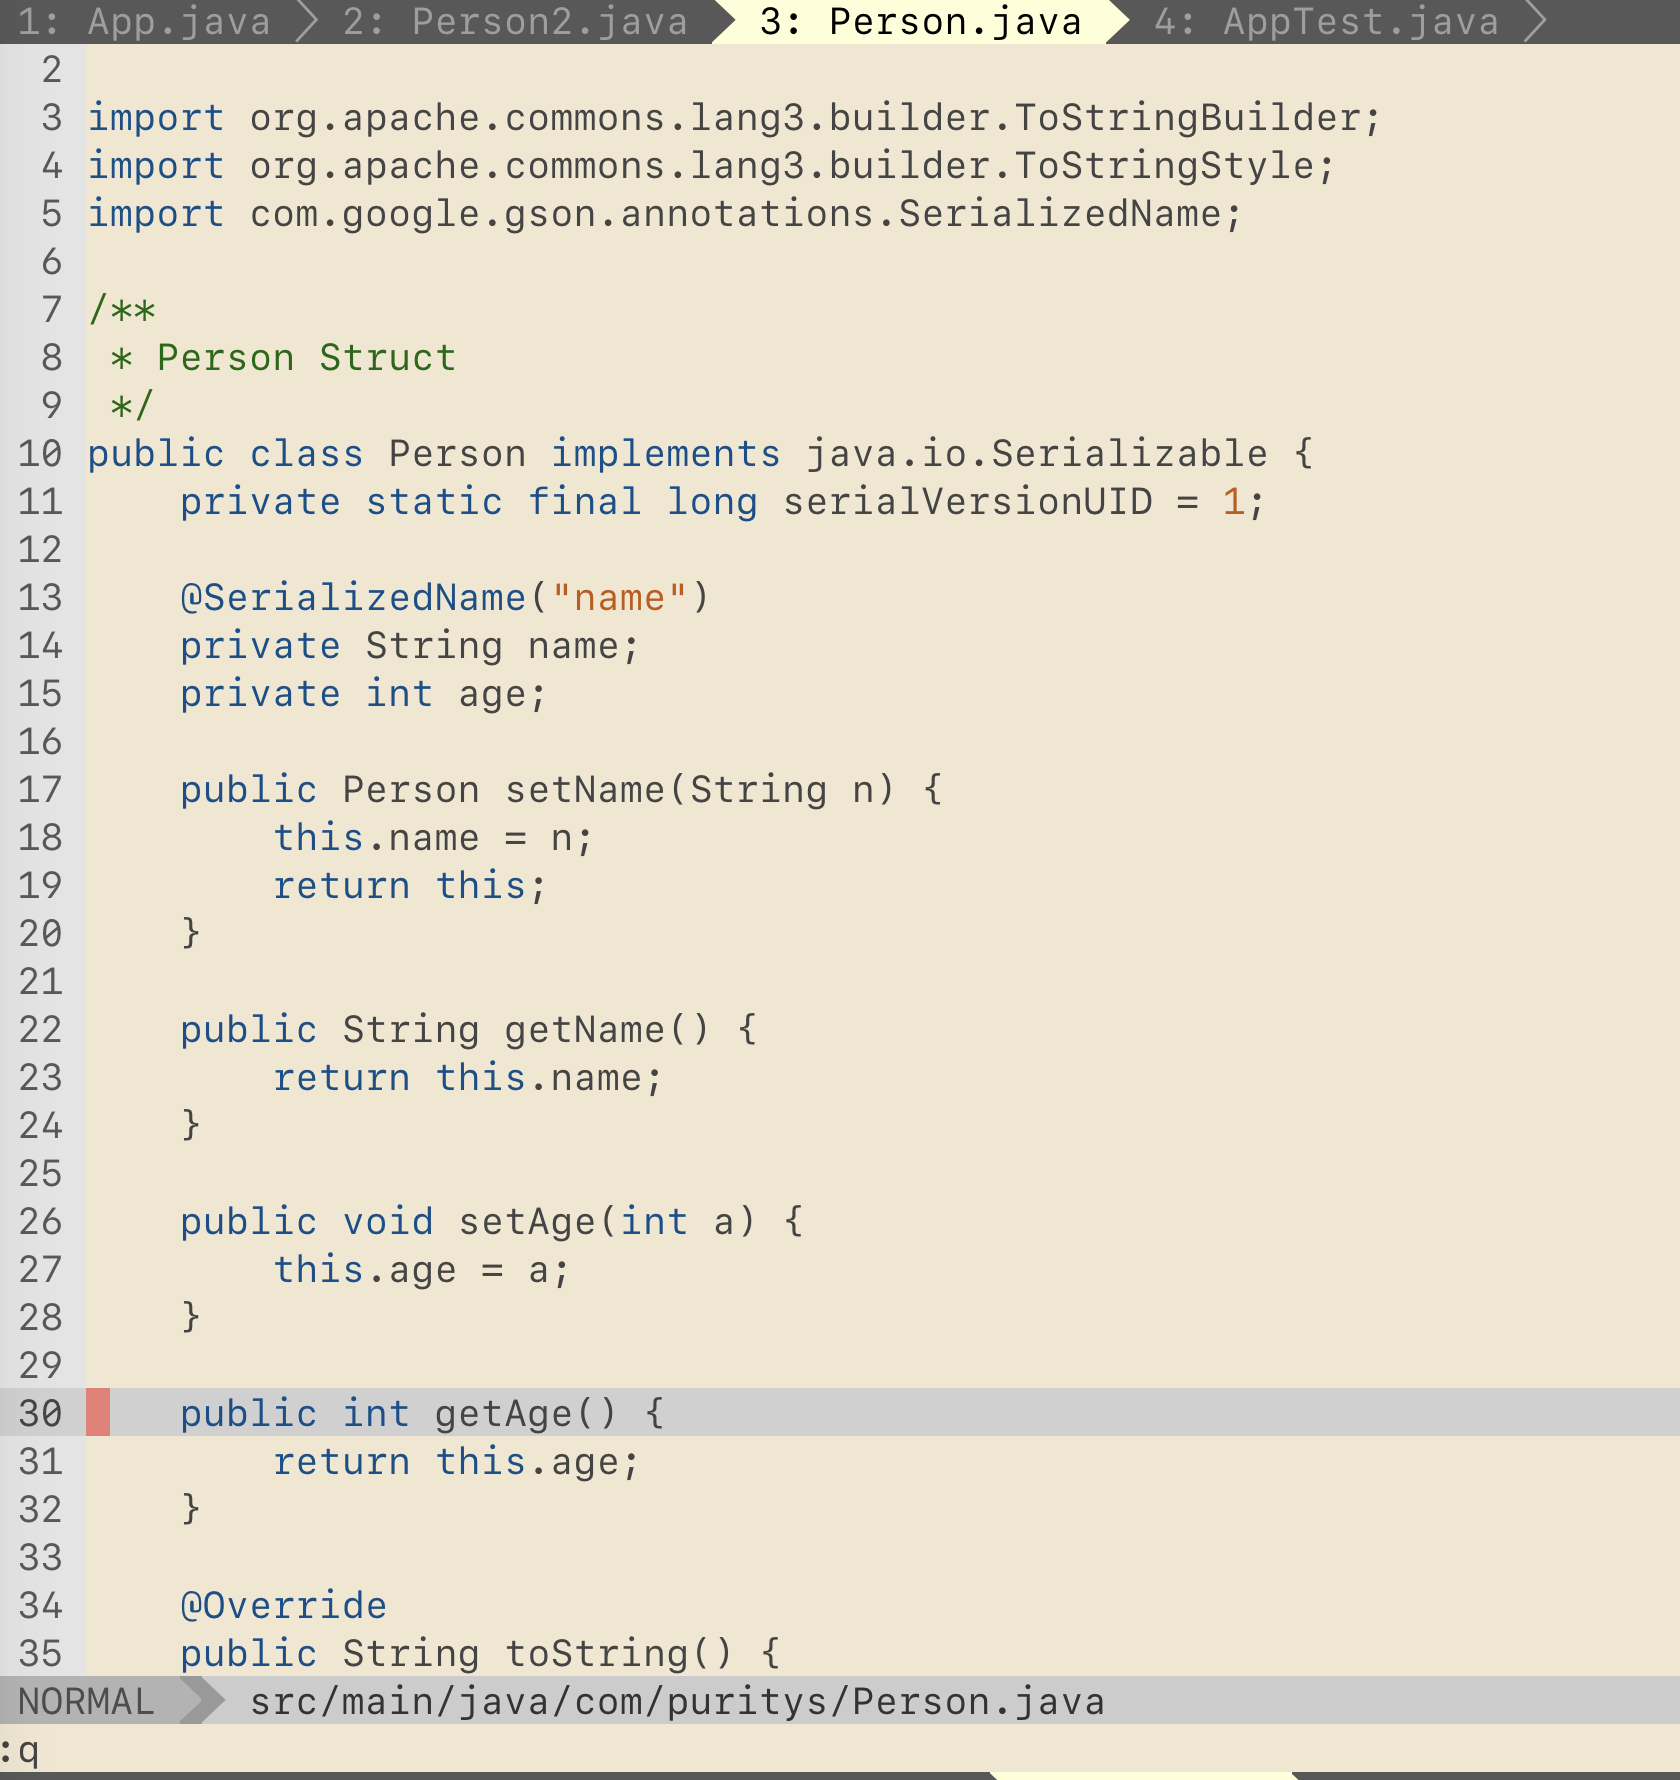 1: App.java 2: Person2.java 3: Person.java 4: AppTest.java
2
3 import org.apache.commons.lang3.builder.ToStringBuilder;
4 import org.apache.commons.lang3.builder.ToStringStyle;
5 import com.google.gson.annotations.SerializedName;
6
7 /**
8  * Person Struct
9  */
10 public class Person implements java.io.Serializable {
11     private static final long serialVersionUID = 1;
12
13     @SerializedName("name")
14     private String name;
15     private int age;
16
17     public Person setName(String n) {
18         this.name = n;
19         return this;
20     }
21
22     public String getName() {
23         return this.name;
24     }
25
26     public void setAge(int a) {
27         this.age = a;
28     }
29
30     public int getAge() {
31         return this.age;
32     }
33
34     @Override
35     public String toString() {
NORMAL src/main/java/com/puritys/Person.java
:q